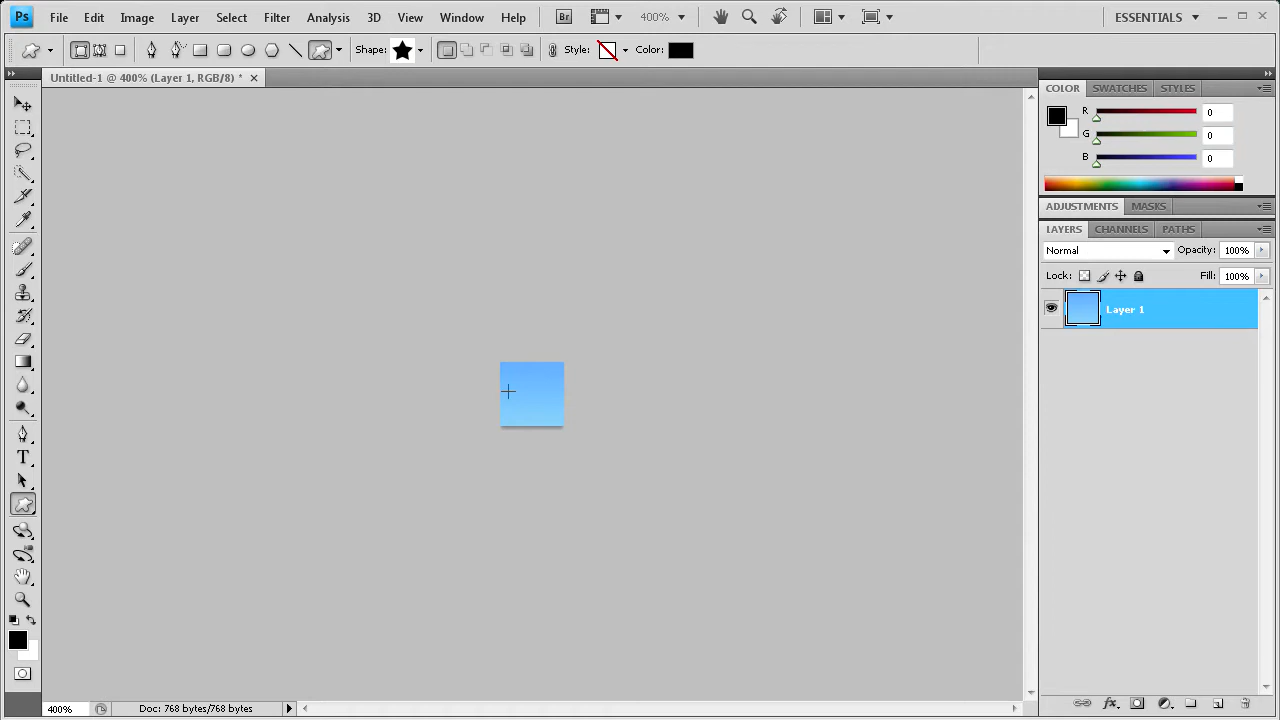 Ps File Edit Image Layer Select Filter Analysis 3D View Window Help Br 400% ESSENTIALS
Shape: Style: Color:
Untitled-1 @ 400% (Layer 1, RGB/8) *
COLOR SWATCHES STYLES
R 0
G 0
B 0
ADJUSTMENTS MASKS
LAYERS CHANNELS PATHS
Normal Opacity: 100%
Lock: Fill: 100%
Layer 1
T
400% Doc: 768 bytes/768 bytes